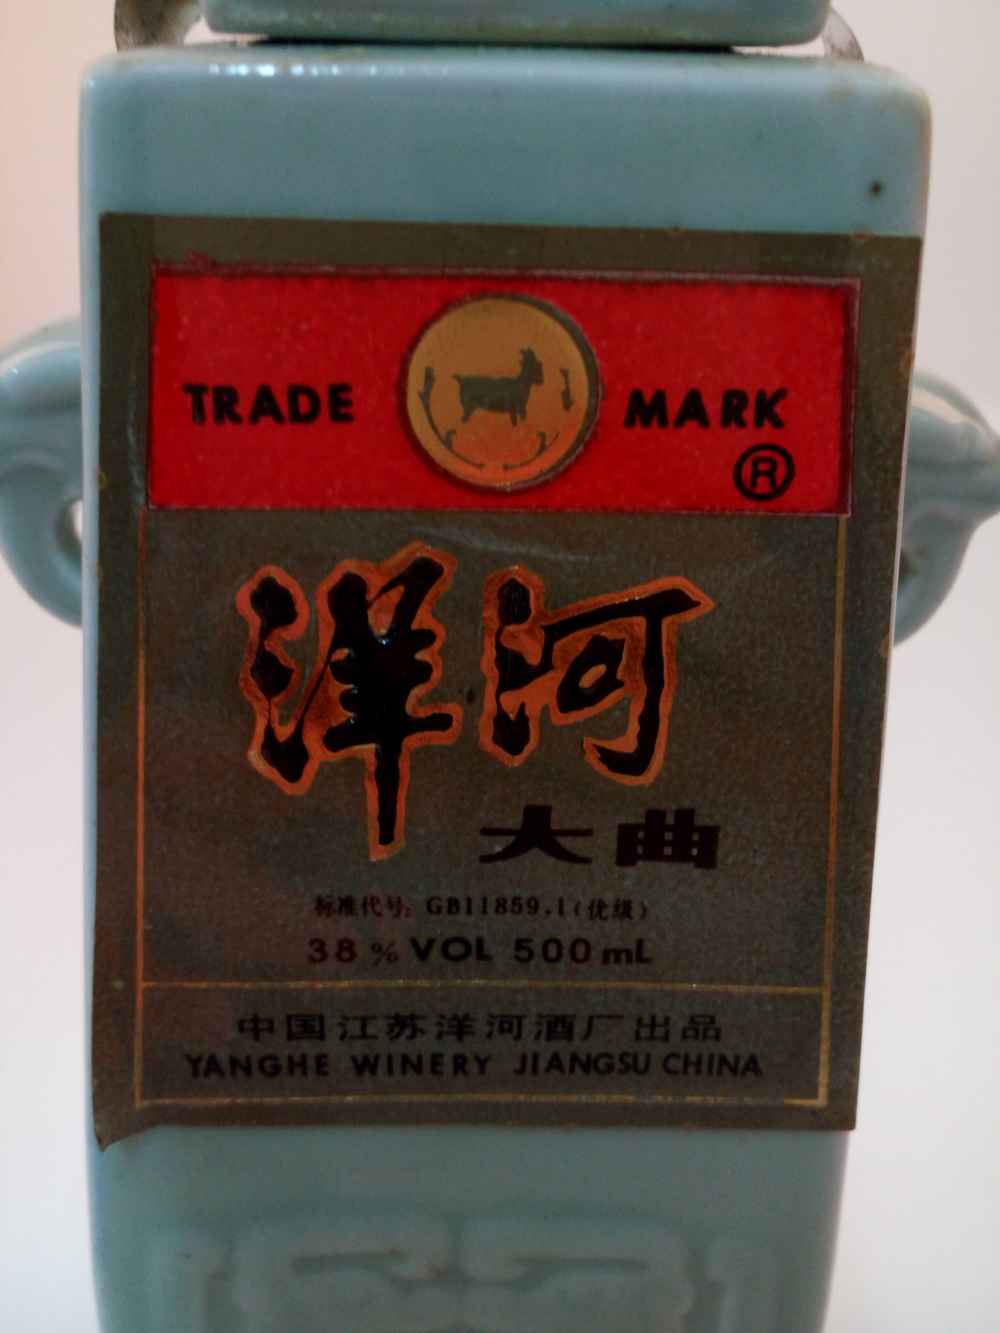 TRADE MARK
®
洋河
大曲
标准代号: GB11859.1(优级)
38% VOL 500mL
中国江苏洋河酒厂出品
YANGHE WINERY JIANGSU CHINA